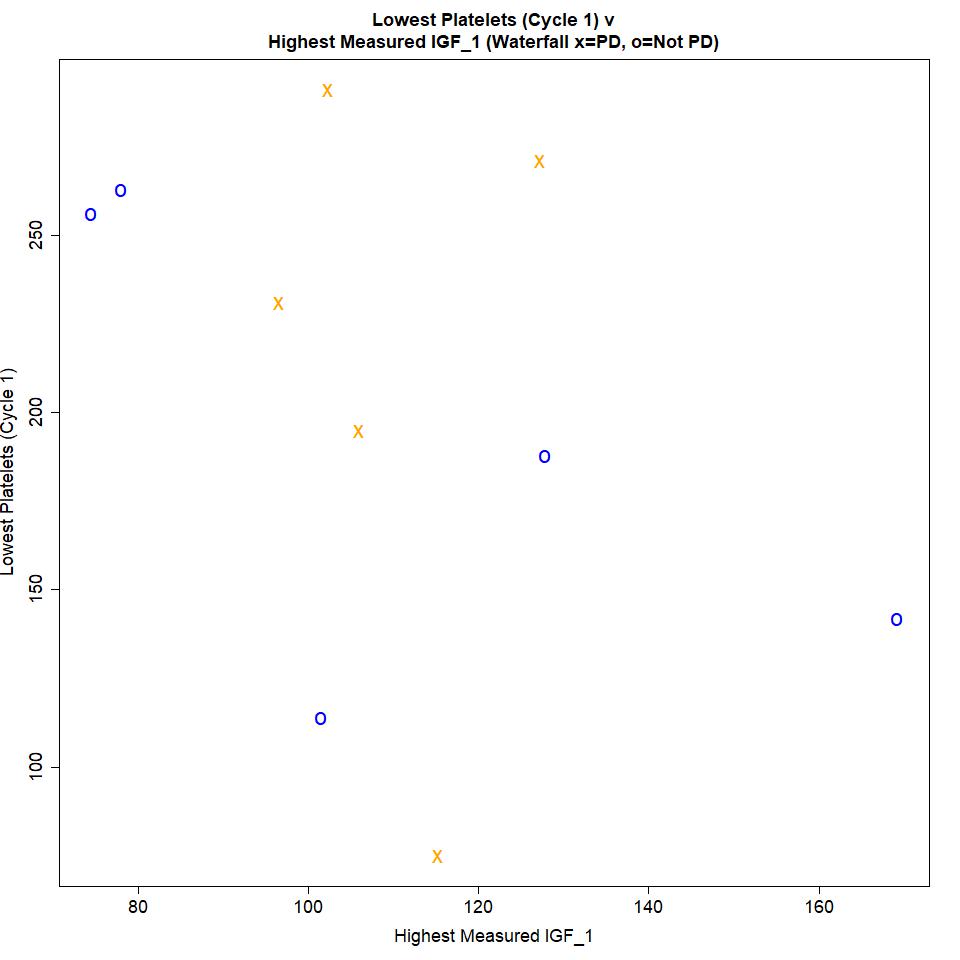 Lowest Platelets (Cycle 1) v
Highest Measured IGF_1 (Waterfall x=PD, o=Not PD)
Lowest Platelets (Cycle 1)
250
200
150
100
x
x
o
o
x
x
o
o
o
x
80
100
120
140
160
Highest Measured IGF_1